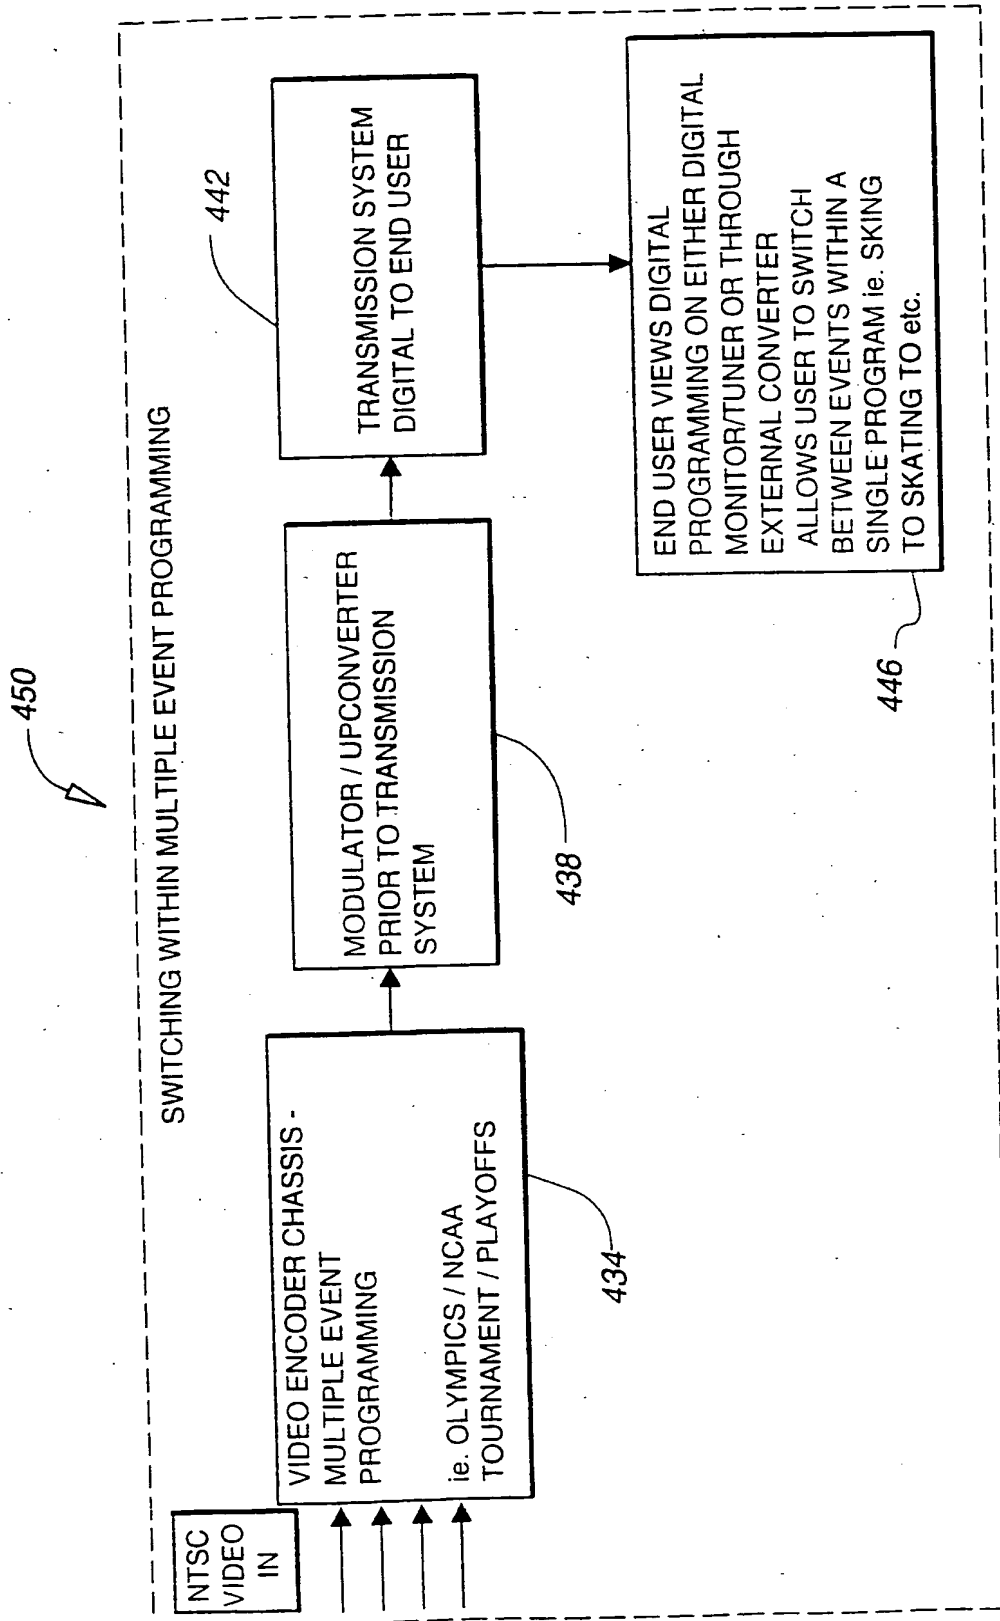 450
SWITCHING WITHIN MULTIPLE EVENT PROGRAMMING
NTSC
VIDEO
IN
VIDEO ENCODER CHASSIS -
MULTIPLE EVENT
PROGRAMMING
ie. OLYMPICS / NCAA
TOURNAMENT / PLAYOFFS
434
MODULATOR / UPCONVERTER
PRIOR TO TRANSMISSION
SYSTEM
438
442
TRANSMISSION SYSTEM
DIGITAL TO END USER
END USER VIEWS DIGITAL
PROGRAMMING ON EITHER DIGITAL
MONITOR/TUNER OR THROUGH
EXTERNAL CONVERTER
ALLOWS USER TO SWITCH
BETWEEN EVENTS WITHIN A
SINGLE PROGRAM ie. SKING
TO SKATING TO etc.
446